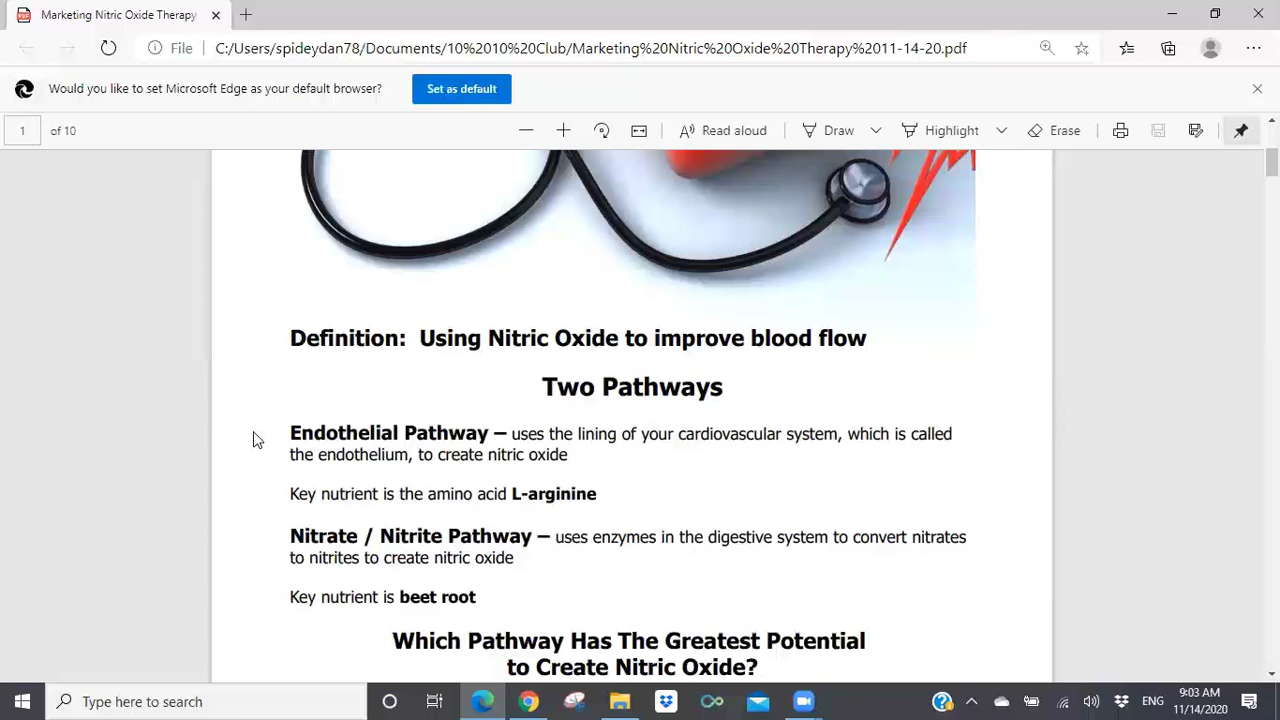 Marketing Nitric Oxide Therapy
File C:/Users/spideydan78/Documents/10%2010%20Club/Marketing%20Nitric%20Oxide%20Therapy%2011-14-20.pdf
Would you like to set Microsoft Edge as your default browser? Set as default
1 of 10 Read aloud Draw Highlight Erase
Definition: Using Nitric Oxide to improve blood flow
Two Pathways
Endothelial Pathway – uses the lining of your cardiovascular system, which is called
the endothelium, to create nitric oxide
Key nutrient is the amino acid L-arginine
Nitrate / Nitrite Pathway – uses enzymes in the digestive system to convert nitrates
to nitrites to create nitric oxide
Key nutrient is beet root
Which Pathway Has The Greatest Potential
to Create Nitric Oxide?
Type here to search ENG 9:03 AM
11/14/2020